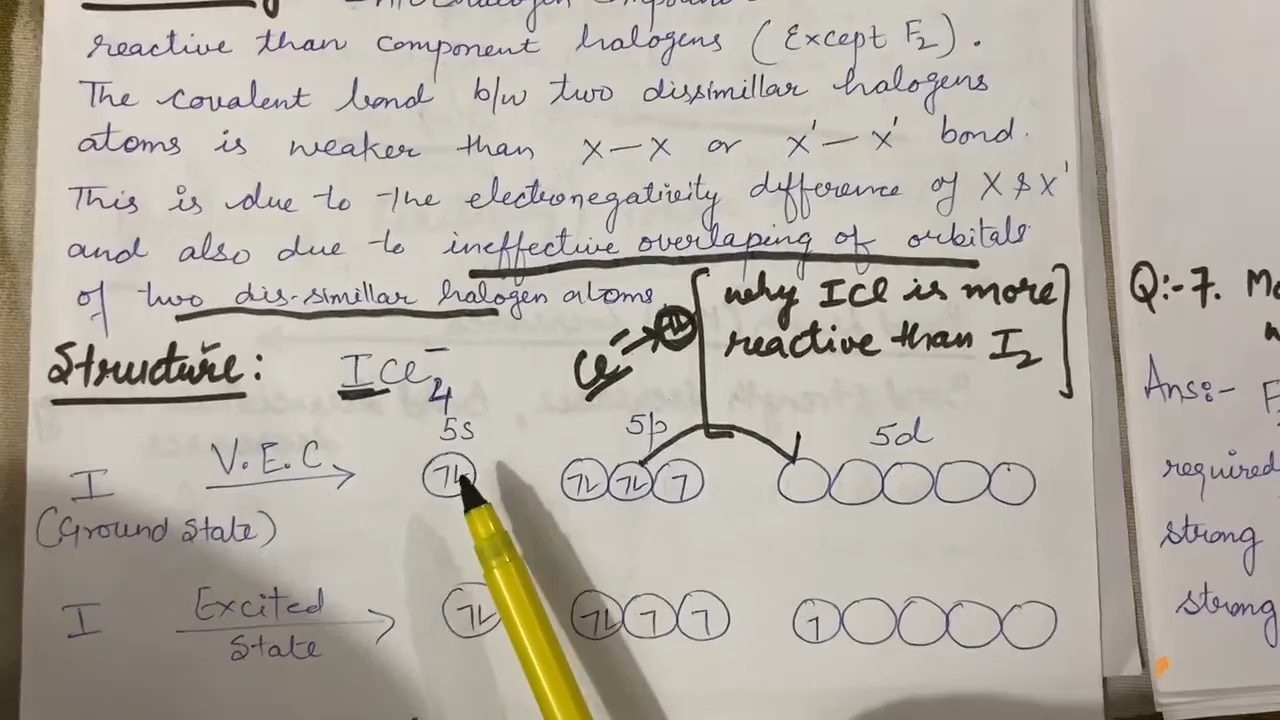 reactive than component halogens (Except F₂).
The covalent bond b/w two dissimillar halogens
atoms is weaker than X—X or X'—X' bond.
This is due to the electronegativity difference of X & X'
and also due to ineffective overlaping of orbitals
of two dis-similar halogen atoms
[why ICl is more
reactive than I₂]
Cl
Structure: ICl₄⁻
5s 5p 5d
I V.E.C
(Ground State)
I Excited
State
Q:-7.
Ans:- F
required
strong
strong